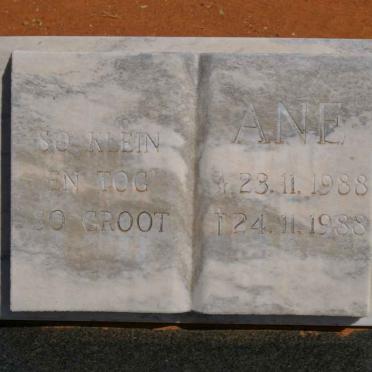 SO KLEIN
EN TOG
SO GROOT
ANE
* 23.11.1988
† 24.11.1988